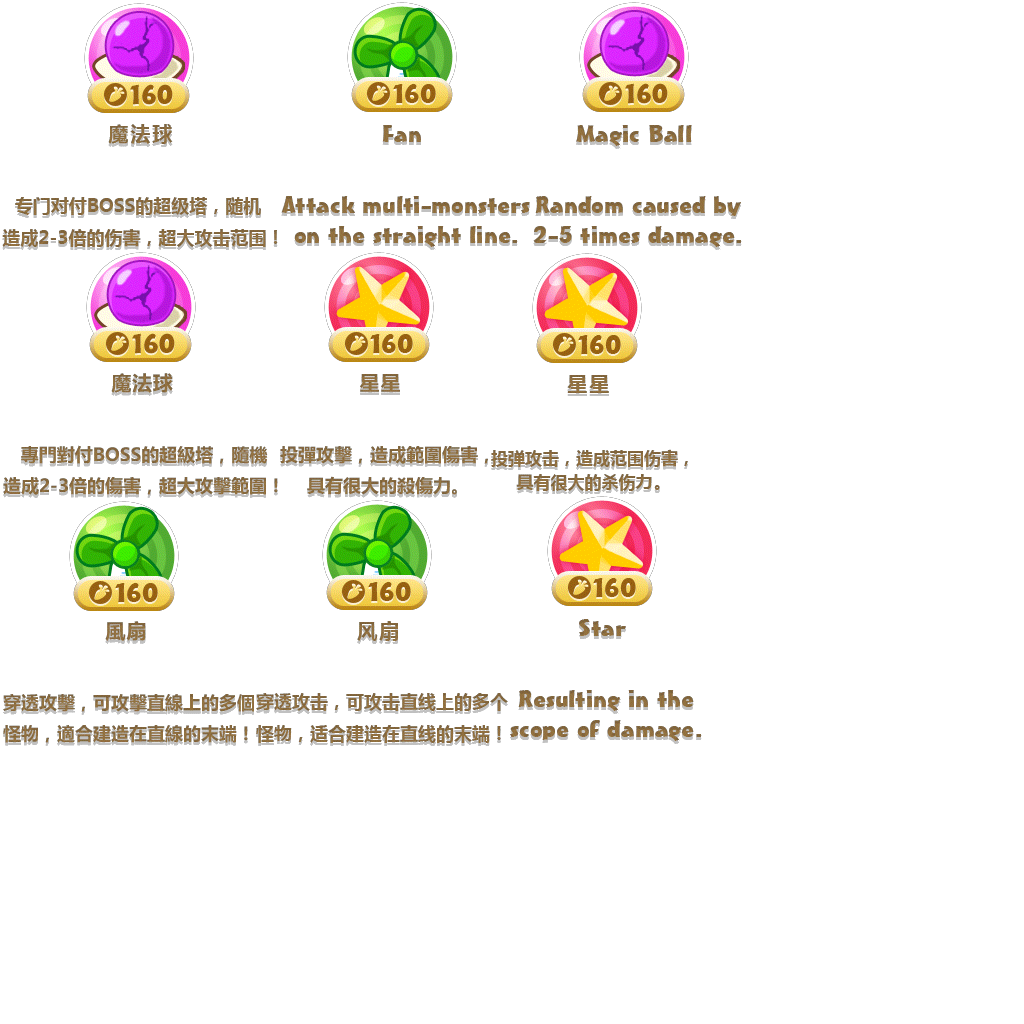 160
魔法球
专门对付BOSS的超级塔，随机
造成2-3倍的伤害，超大攻击范围！
160
Fan
Attack multi-monsters
on the straight line.
160
Magic Ball
Random caused by
2-5 times damage.
160
魔法球
專門對付BOSS的超級塔，隨機
造成2-3倍的傷害，超大攻擊範圍！
160
星星
投彈攻擊，造成範圍傷害，
具有很大的殺傷力。
160
星星
投弹攻击，造成范围伤害，
具有很大的杀伤力。
160
風扇
穿透攻擊，可攻擊直線上的多個
怪物，適合建造在直線的末端！
160
风扇
穿透攻击，可攻击直线上的多个
怪物，适合建造在直线的末端！
160
Star
Resulting in the
scope of damage.